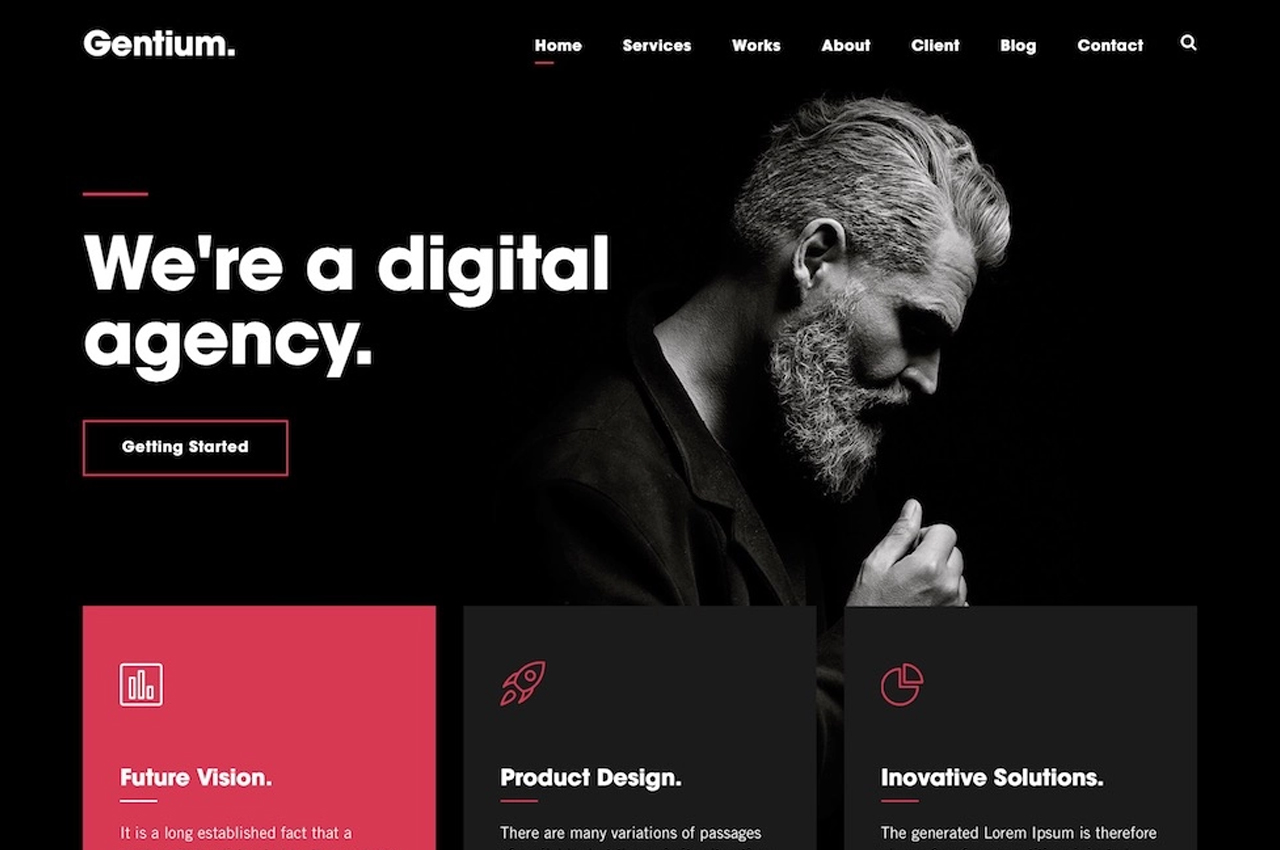 Gentium.
Home Services Works About Client Blog Contact
We're a digital
agency.
Getting Started
Future Vision.
It is a long established fact that a
Product Design.
There are many variations of passages
Inovative Solutions.
The generated Lorem Ipsum is therefore